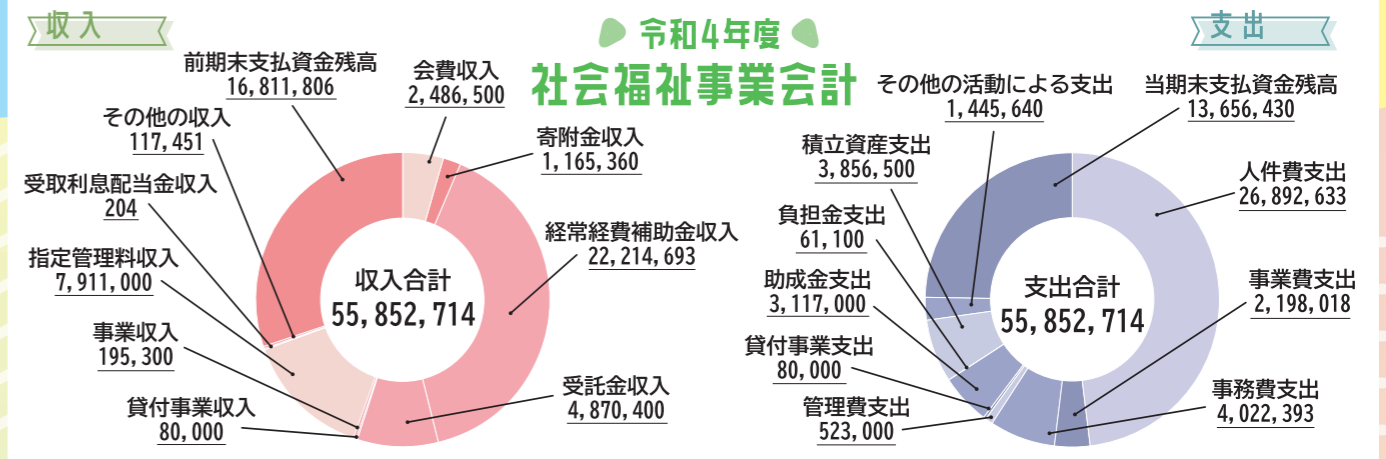 収入
令和4年度
社会福祉事業会計
支出
前期末支払資金残高
16,811,806
会費収入
2,486,500
その他の収入
117,451
寄附金収入
1,165,360
受取利息配当金収入
204
経常経費補助金収入
22,214,693
指定管理料収入
7,911,000
収入合計
55,852,714
事業収入
195,300
受託金収入
4,870,400
貸付事業収入
80,000
その他の活動による支出
1,445,640
当期末支払資金残高
13,656,430
積立資産支出
3,856,500
人件費支出
26,892,633
負担金支出
61,100
助成金支出
3,117,000
支出合計
55,852,714
事業費支出
2,198,018
貸付事業支出
80,000
事務費支出
4,022,393
管理費支出
523,000